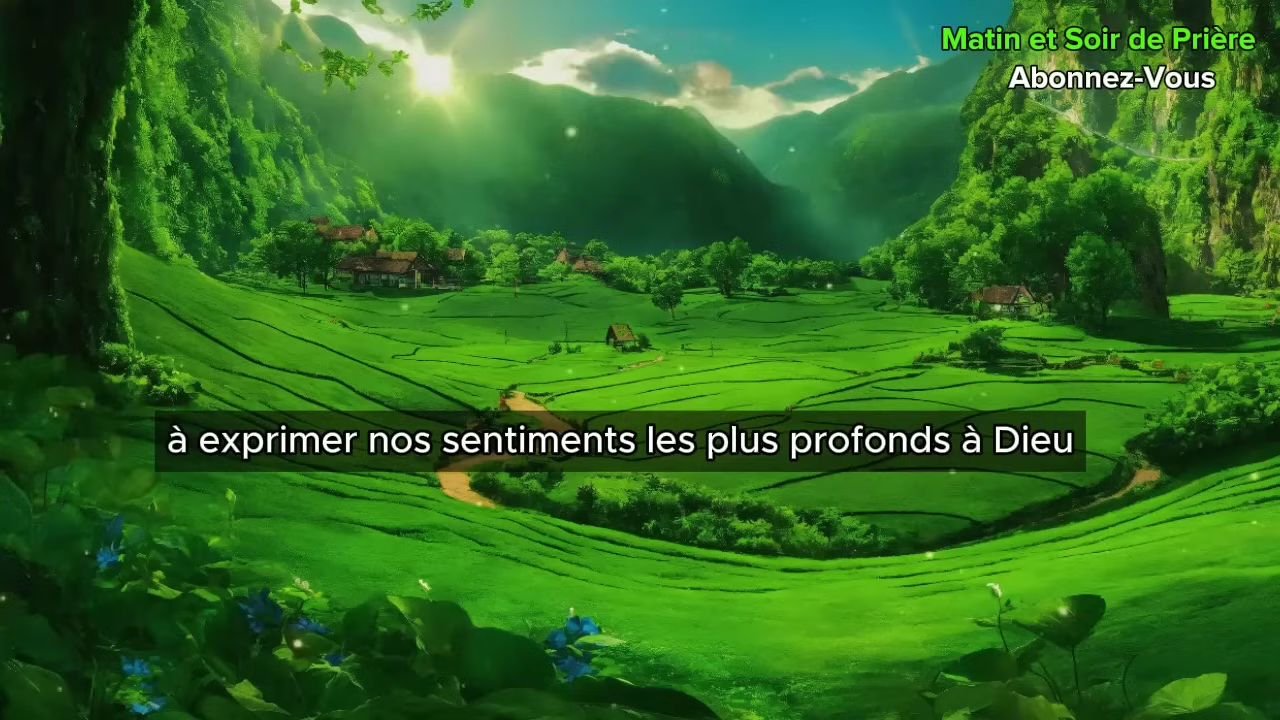 Matin et Soir de Prière
Abonnez-Vous
à exprimer nos sentiments les plus profonds à Dieu